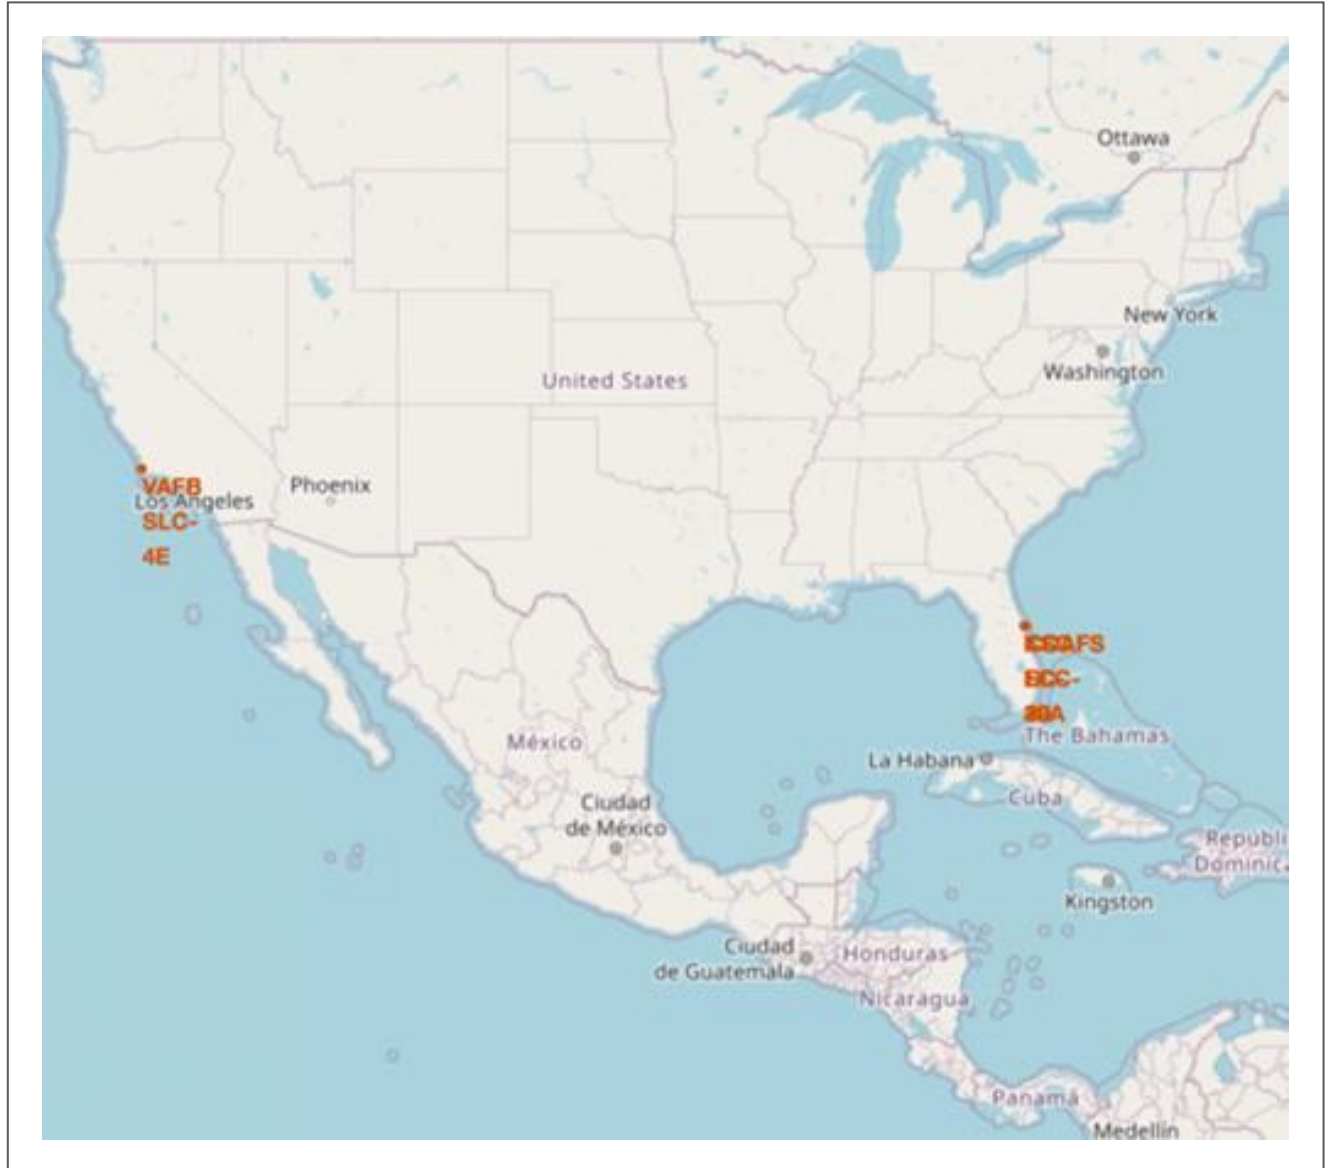 Ottawa
New York
Washington
United States
Phoenix
VAFB
Los Angeles
SLC-
4E
The Bahamas
La Habana
México
Cuba
Ciudad
de México
Republi
Dominica
Kingston
Ciudad
de Guatemala
Honduras
Nicaragua
Panamá
Medellín